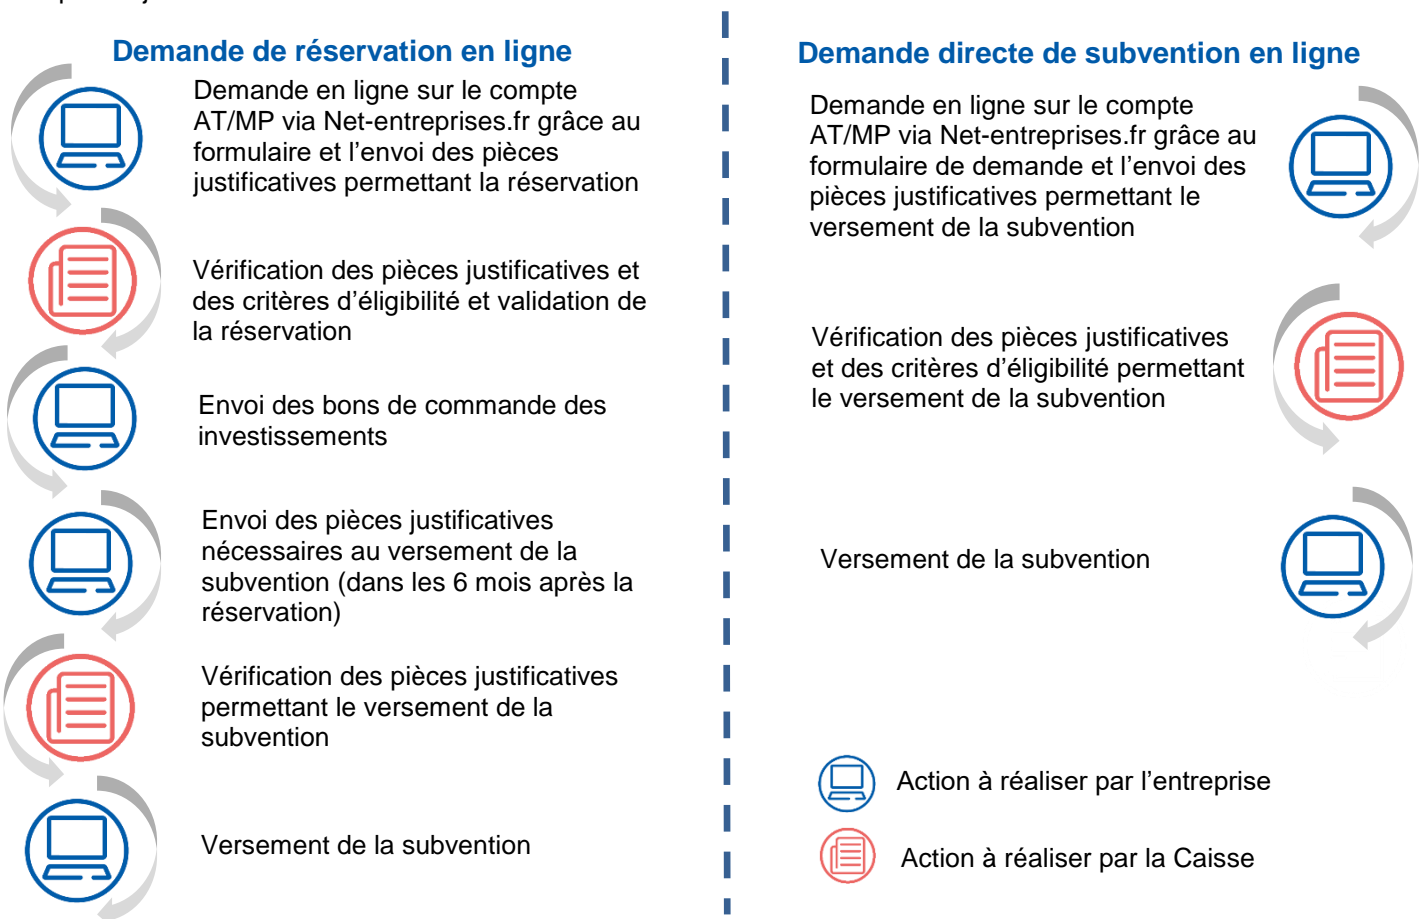 Demande de réservation en ligne
Demande en ligne sur le compte
AT/MP via Net-entreprises.fr grâce au
formulaire et l’envoi des pièces
justificatives permettant la réservation
Vérification des pièces justificatives et
des critères d’éligibilité et validation de
la réservation
Envoi des bons de commande des
investissements
Envoi des pièces justificatives
nécessaires au versement de la
subvention (dans les 6 mois après la
réservation)
Vérification des pièces justificatives
permettant le versement de la
subvention
Versement de la subvention
Demande directe de subvention en ligne
Demande en ligne sur le compte
AT/MP via Net-entreprises.fr grâce au
formulaire de demande et l’envoi des
pièces justificatives permettant le
versement de la subvention
Vérification des pièces justificatives
et des critères d’éligibilité permettant
le versement de la subvention
Versement de la subvention
Action à réaliser par l’entreprise
Action à réaliser par la Caisse